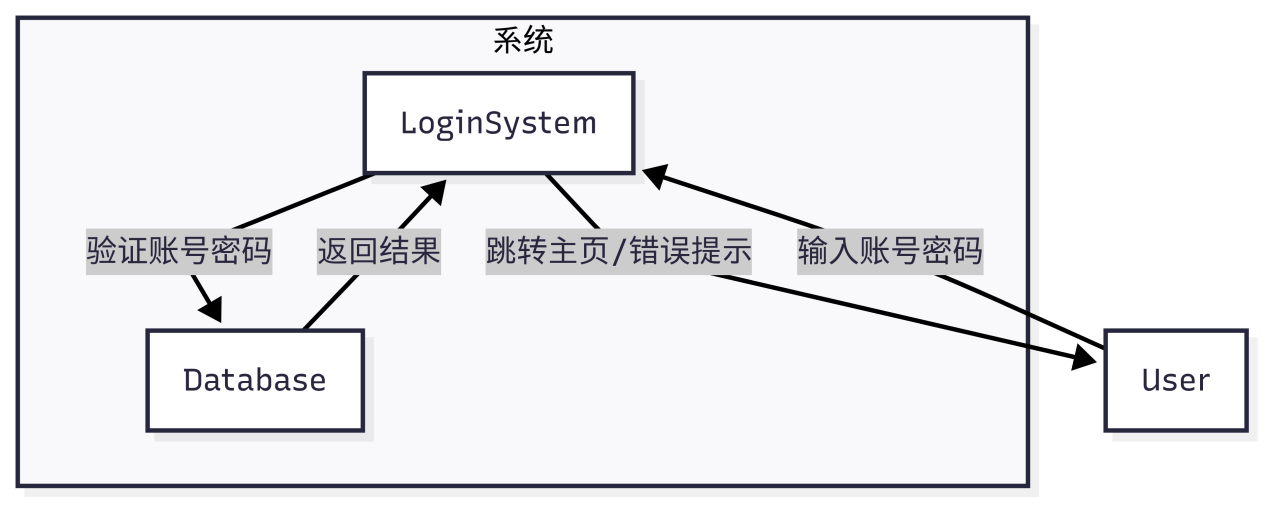 系统
LoginSystem
验证账号密码
返回结果
跳转主页/错误提示
输入账号密码
Database
User